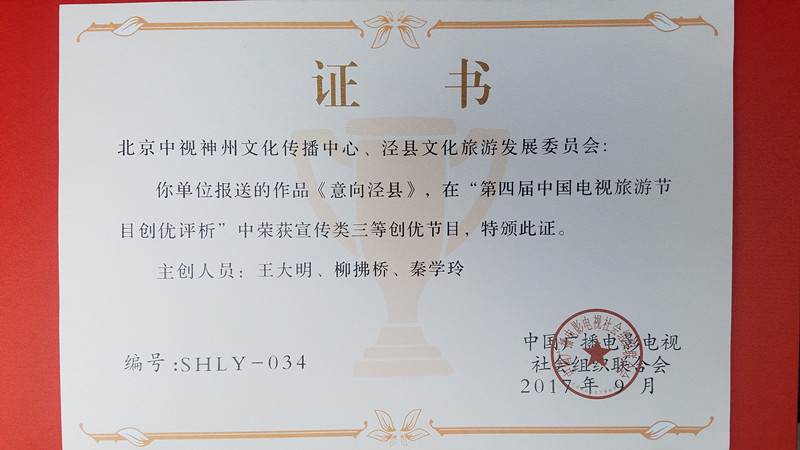 证 书
北京中视神州文化传播中心、泾县文化旅游发展委员会:
你单位报送的作品《意向泾县》，在“第四届中国电视旅游节
目创优评析”中荣获宣传类三等创优节目，特颁此证。
主创人员：王大明、柳拂桥、秦学玲
编号:SHLY-034
中国广播电影电视
社会组织联合会
2017年 9 月